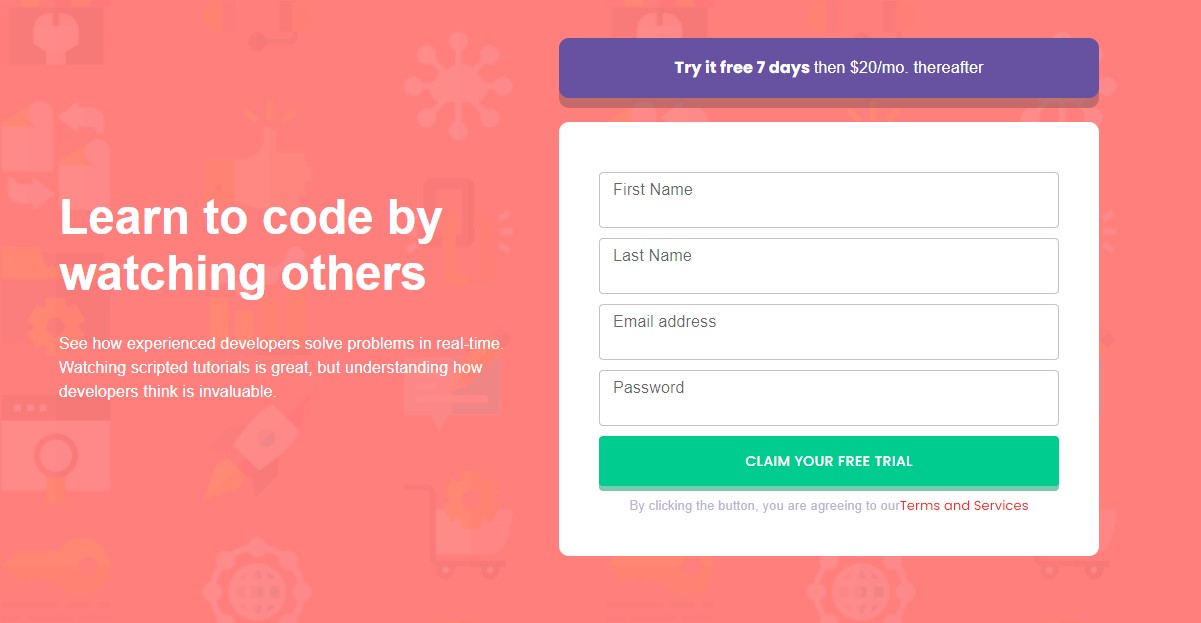 Learn to code by
watching others
See how experienced developers solve problems in real-time.
Watching scripted tutorials is great, but understanding how
developers think is invaluable.
Try it free 7 days then $20/mo. thereafter
First Name
Last Name
Email address
Password
CLAIM YOUR FREE TRIAL
By clicking the button, you are agreeing to ourTerms and Services